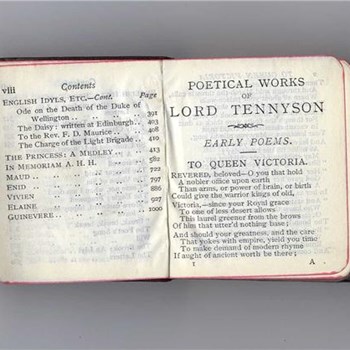 viii Contents Page
ENGLISH IDYLS, ETC.—Cont.
Ode on the Death of the Duke of
Wellington .. .. .. .. 391
The Daisy; written at Edinburgh .. 403
To the Rev. F. D. Maurice .. .. 408
The Charge of the Light Brigade .. 410
THE PRINCESS: A MEDLEY .. .. 413
IN MEMORIAM A. H. H. .. .. 582
MAUD .. .. .. .. .. 722
ENID .. .. .. .. .. 797
VIVIEN .. .. .. .. .. 886
ELAINE .. .. .. .. .. 927
GUINEVERE .. .. .. .. .. 1000
POETICAL WORKS
OF
LORD TENNYSON
EARLY POEMS.
TO QUEEN VICTORIA.
REVERED, beloved—O you that hold
A nobler office upon earth
Than arms, or power of brain, or birth
Could give the warrior kings of old,
Victoria,—since your Royal grace
To one of less desert allows
This laurel greener from the brows
Of him that utter'd nothing base;
And should your greatness, and the care
That yokes with empire, yield you time
To make demand of modern rhyme
If aught of ancient worth be there;
1 A